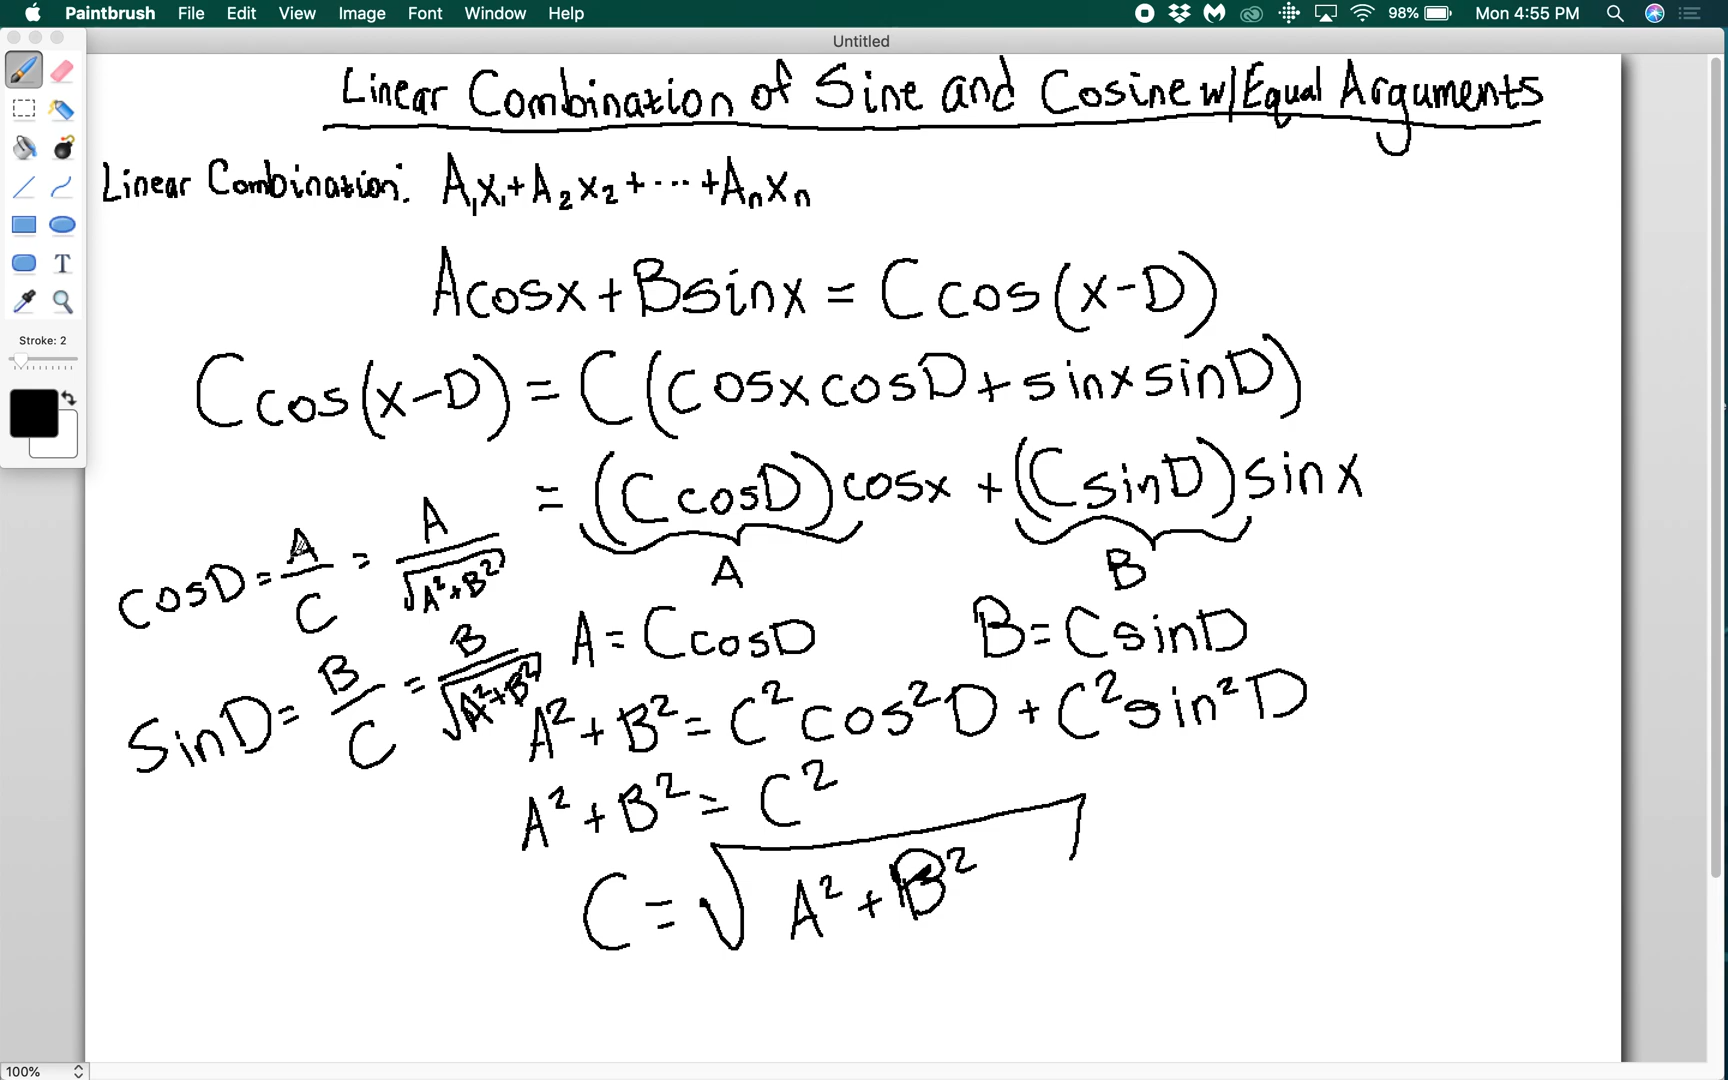 Paintbrush File Edit View Image Font Window Help 98% Mon 4:55 PM
Untitled
Linear Combination of Sine and Cosine w/Equal Arguments
Linear Combination: A₁x₁+A₂x₂+···+Aₙxₙ
Acosx+Bsinx=Ccos(x-D)
Ccos(x-D)=C(cosxcosD+sinxsinD)
=(CcosD)cosx+(CsinD)sinx
A B
cosD=A/C=A/√(A²+B²)
A=CcosD B=CsinD
sinD=B/C=B/√(A²+B²)
A²+B²=C²cos²D+C²sin²D
A²+B²=C²
C=√(A²+B²)
T
Stroke: 2
100%